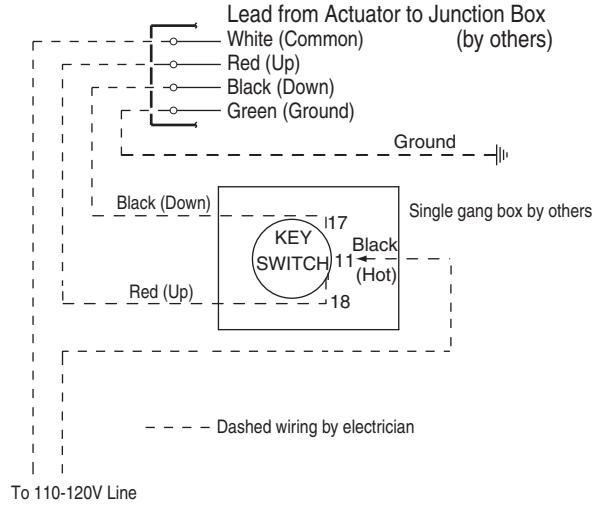 Lead from Actuator to Junction Box
(by others)
White (Common)
Red (Up)
Black (Down)
Green (Ground)
Ground
Black (Down)
17
Single gang box by others
KEY
SWITCH
11
Black
(Hot)
Red (Up)
18
Dashed wiring by electrician
To 110-120V Line